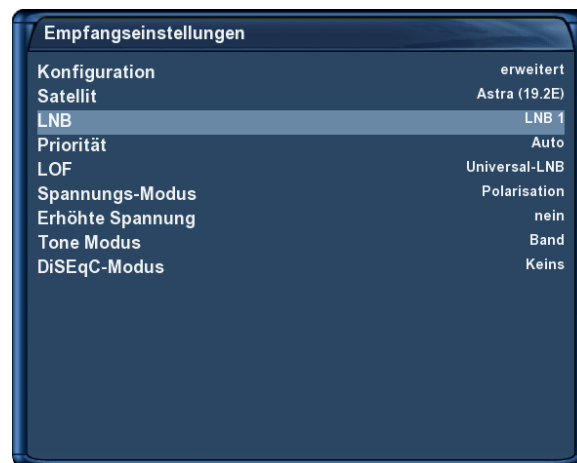 Empfangseinstellungen
Konfiguration erweitert
Satellit Astra (19.2E)
LNB LNB 1
Priorität Auto
LOF Universal-LNB
Spannungs-Modus Polarisation
Erhöhte Spannung nein
Tone Modus Band
DiSEqC-Modus Keins